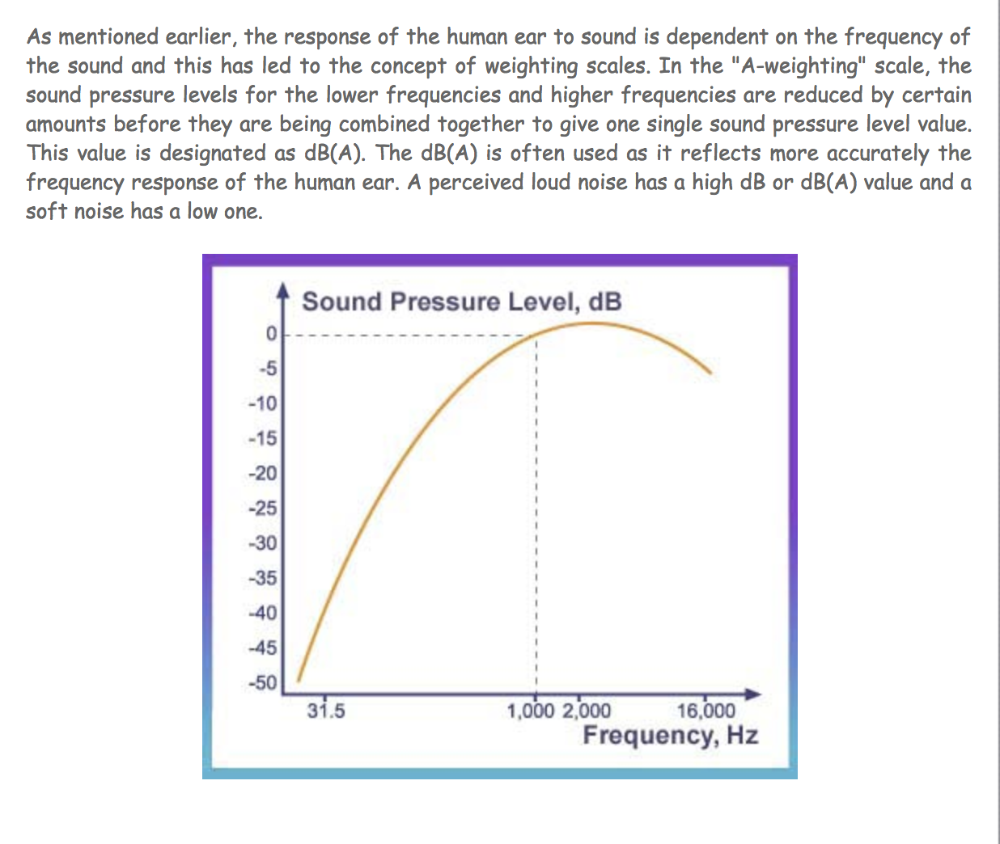 As mentioned earlier, the response of the human ear to sound is dependent on the frequency of
the sound and this has led to the concept of weighting scales. In the "A-weighting" scale, the
sound pressure levels for the lower frequencies and higher frequencies are reduced by certain
amounts before they are being combined together to give one single sound pressure level value.
This value is designated as dB(A). The dB(A) is often used as it reflects more accurately the
frequency response of the human ear. A perceived loud noise has a high dB or dB(A) value and a
soft noise has a low one.
Sound Pressure Level, dB
0
-5
-10
-15
-20
-25
-30
-35
-40
-45
-50
31.5 1,000 2,000 16,000
Frequency, Hz